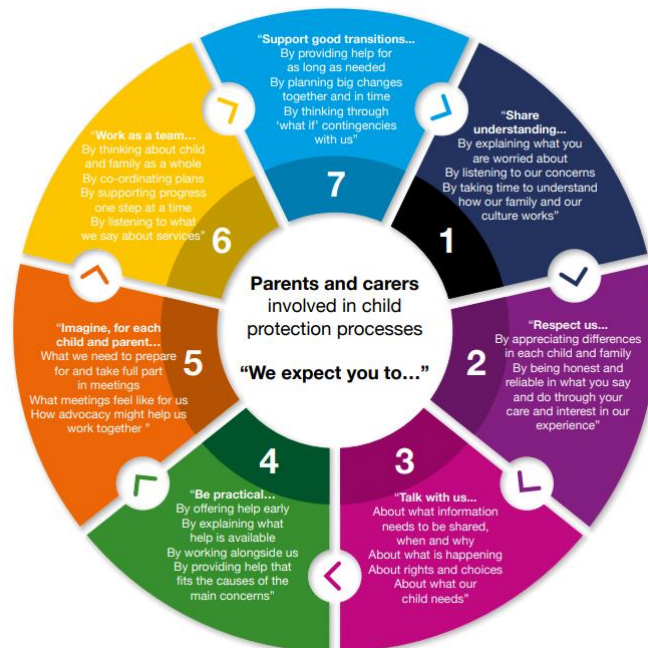 Parents and carers
involved in child
protection processes
“We expect you to…”
1
“Share
understanding...
By explaining what you
are worried about
By listening to our concerns
By taking time to understand
how our family and our
culture works”
2
“Respect us...
By appreciating differences
in each child and family
By being honest and
reliable in what you say
and do through your
care and interest in our
experience”
3
“Talk with us...
About what information
needs to be shared,
when and why
About what is happening
About rights and choices
About what our
child needs”
4
“Be practical…
By offering help early
By explaining what
help is available
By working alongside us
By providing help that
fits the causes of the
main concerns”
5
“Imagine, for each
child and parent…
What we need to prepare
for and take full part
in meetings
What meetings feel like for us
How advocacy might help us
work together ”
6
“Work as a team…
By thinking about child
and family as a whole
By co-ordinating plans
By supporting progress
one step at a time
By listening to what
we say about services”
7
“Support good transitions...
By providing help for
as long as needed
By planning big changes
together and in time
By thinking through
‘what if’ contingencies
with us”